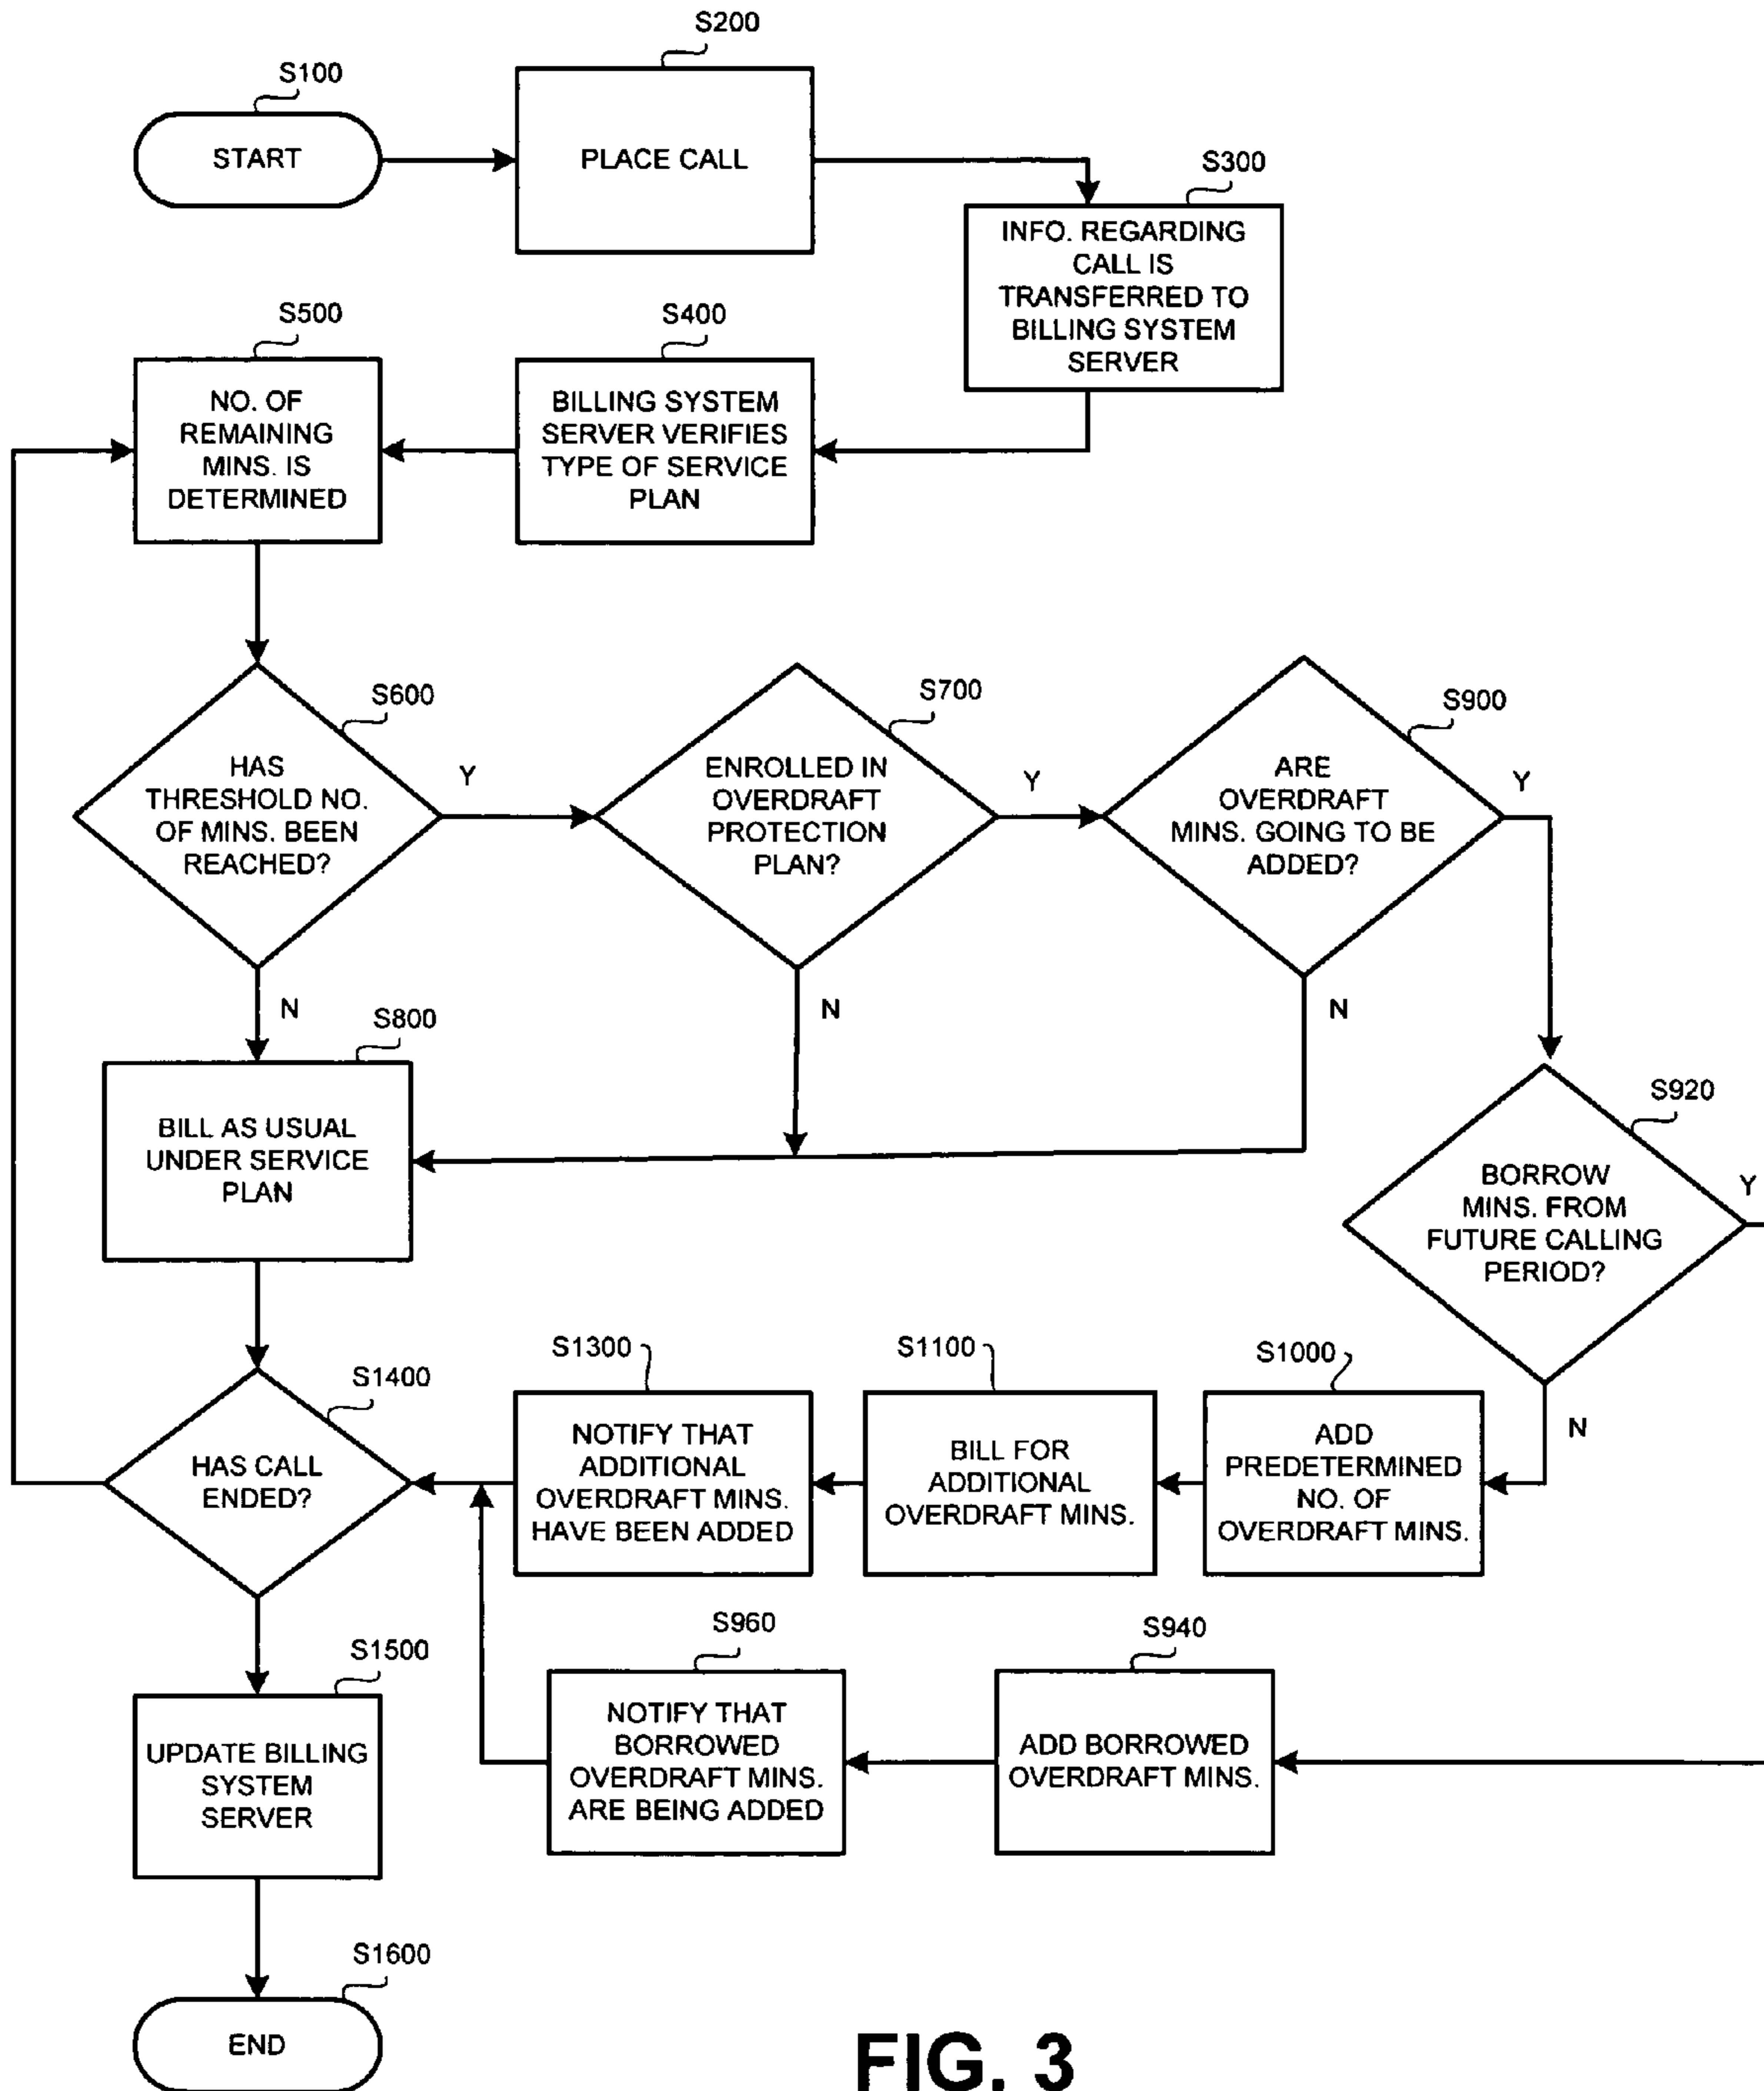 S200
S100
START
PLACE CALL
S300
INFO. REGARDING
CALL IS
TRANSFERRED TO
BILLING SYSTEM
SERVER
S500
S400
NO. OF
REMAINING
MINS. IS
DETERMINED
BILLING SYSTEM
SERVER VERIFIES
TYPE OF SERVICE
PLAN
S600
HAS
THRESHOLD NO.
OF MINS. BEEN
REACHED?
Y
N
S700
ENROLLED IN
OVERDRAFT
PROTECTION
PLAN?
Y
N
S900
ARE
OVERDRAFT
MINS. GOING TO BE
ADDED?
Y
N
S800
BILL AS USUAL
UNDER SERVICE
PLAN
S920
BORROW
MINS. FROM
FUTURE CALLING
PERIOD?
Y
N
S1400
HAS CALL
ENDED?
S1300
NOTIFY THAT
ADDITIONAL
OVERDRAFT MINS.
HAVE BEEN ADDED
S1100
BILL FOR
ADDITIONAL
OVERDRAFT MINS.
S1000
ADD
PREDETERMINED
NO. OF
OVERDRAFT MINS.
S1500
UPDATE BILLING
SYSTEM
SERVER
S960
NOTIFY THAT
BORROWED
OVERDRAFT MINS.
ARE BEING ADDED
S940
ADD BORROWED
OVERDRAFT MINS.
S1600
END
FIG. 3